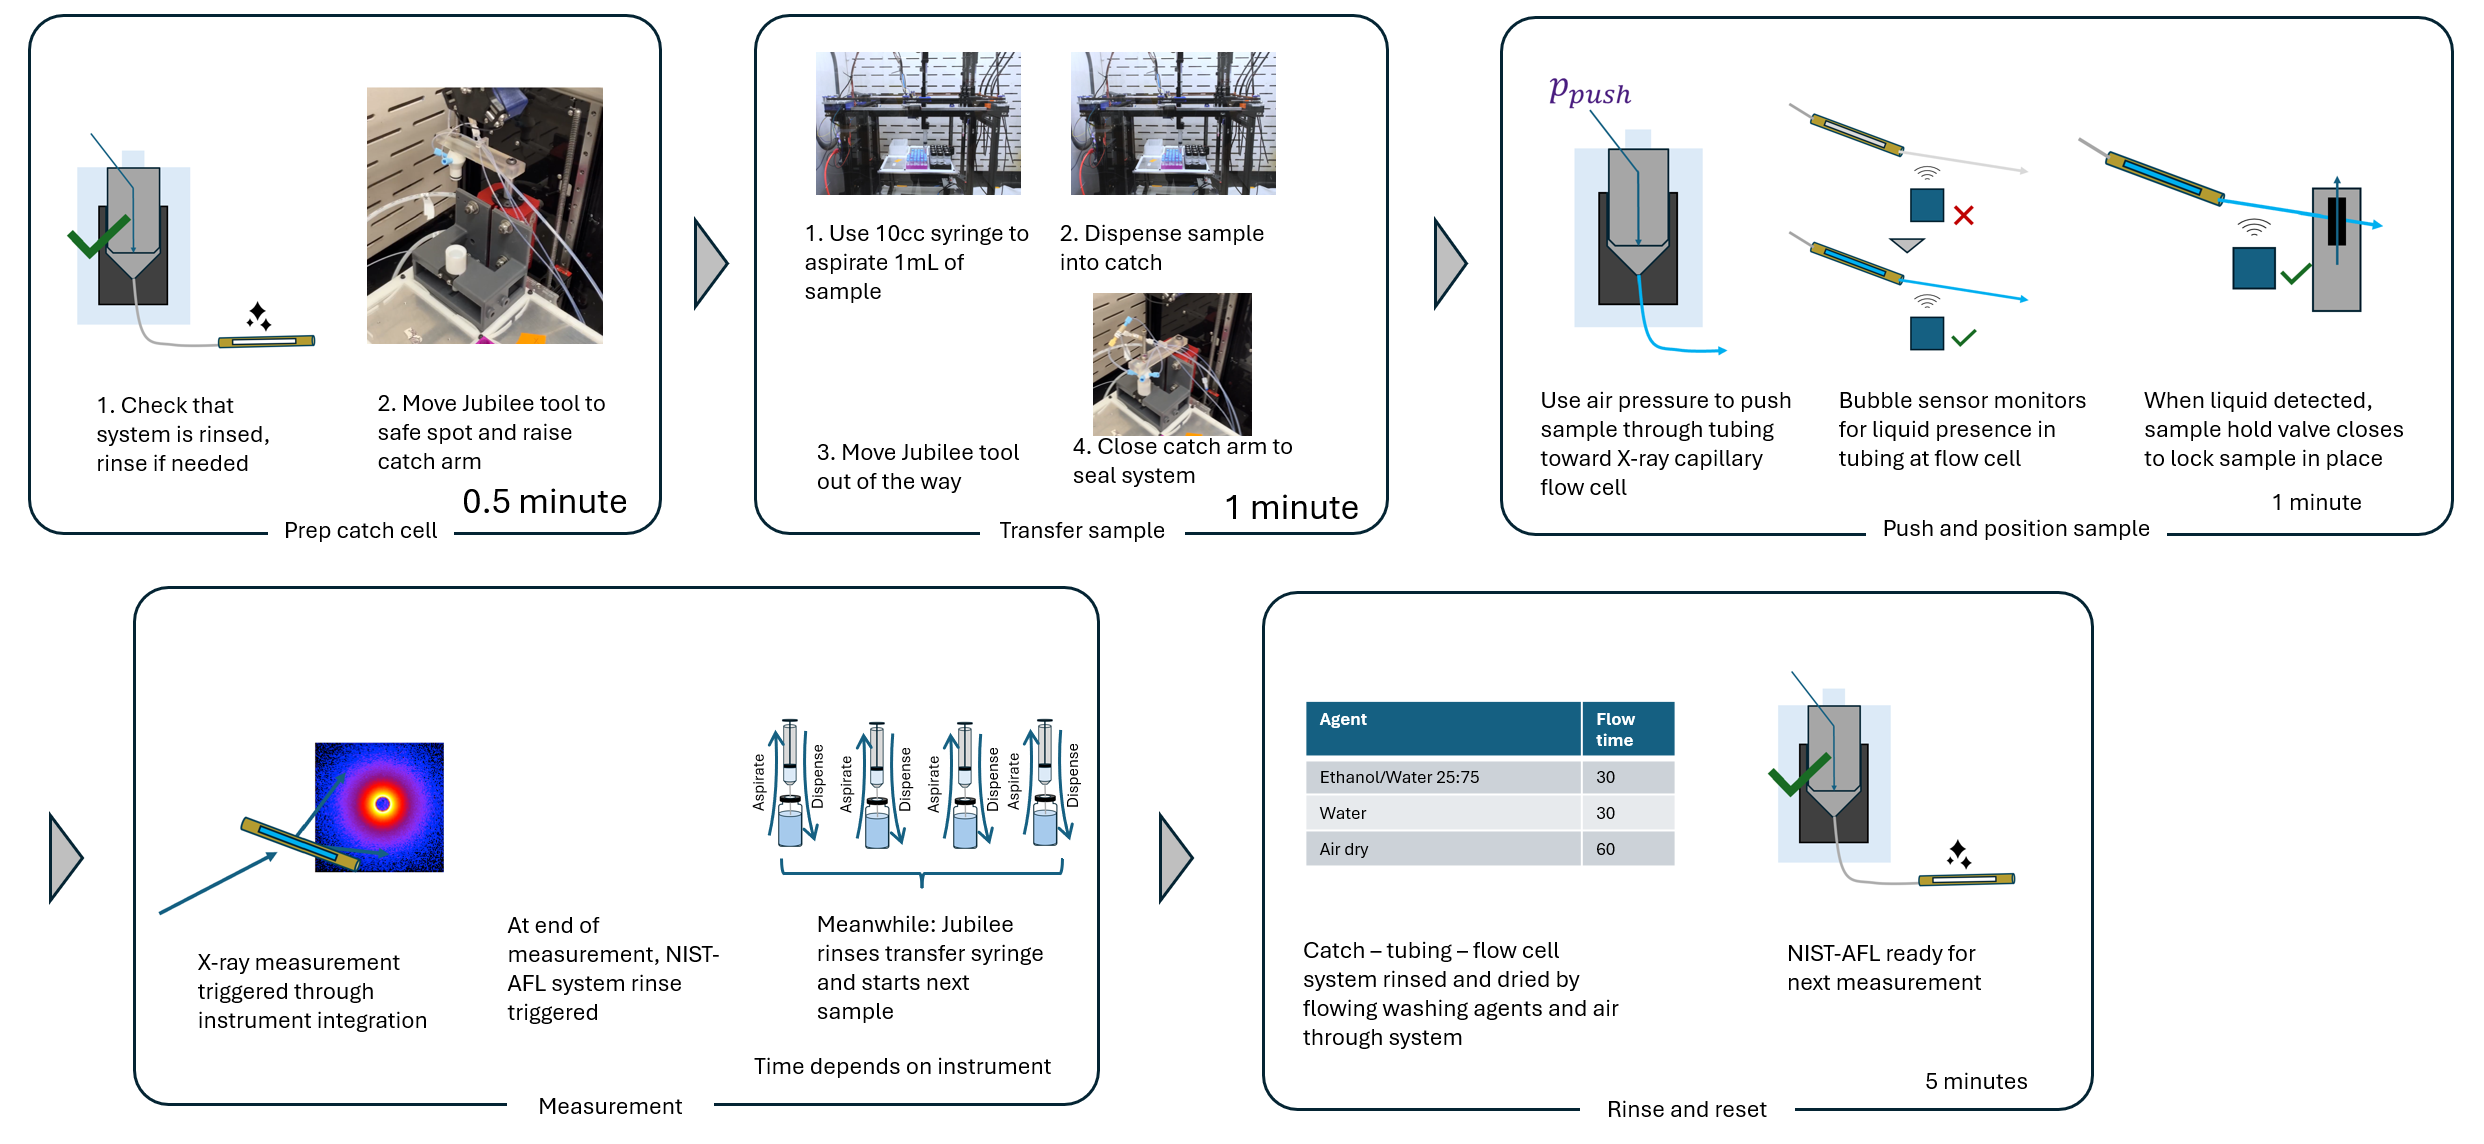 1. Check that
system is rinsed,
rinse if needed
2. Move Jubilee tool to
safe spot and raise
catch arm
0.5 minute
Prep catch cell
1. Use 10cc syringe to
aspirate 1mL of
sample
2. Dispense sample
into catch
3. Move Jubilee tool
out of the way
4. Close catch arm to
seal system
1 minute
Transfer sample
p push
Use air pressure to push
sample through tubing
toward X-ray capillary
flow cell
Bubble sensor monitors
for liquid presence in
tubing at flow cell
When liquid detected,
sample hold valve closes
to lock sample in place
1 minute
Push and position sample
X-ray measurement
triggered through
instrument integration
At end of
measurement, NIST-
AFL system rinse
triggered
Aspirate
Dispense
Aspirate
Dispense
Aspirate
Dispense
Aspirate
Dispense
Meanwhile: Jubilee
rinses transfer syringe
and starts next
sample
Time depends on instrument
Measurement
Agent Flow
time
Ethanol/Water 25:75 30
Water 30
Air dry 60
Catch – tubing – flow cell
system rinsed and dried by
flowing washing agents and air
through system
NIST-AFL ready for
next measurement
5 minutes
Rinse and reset